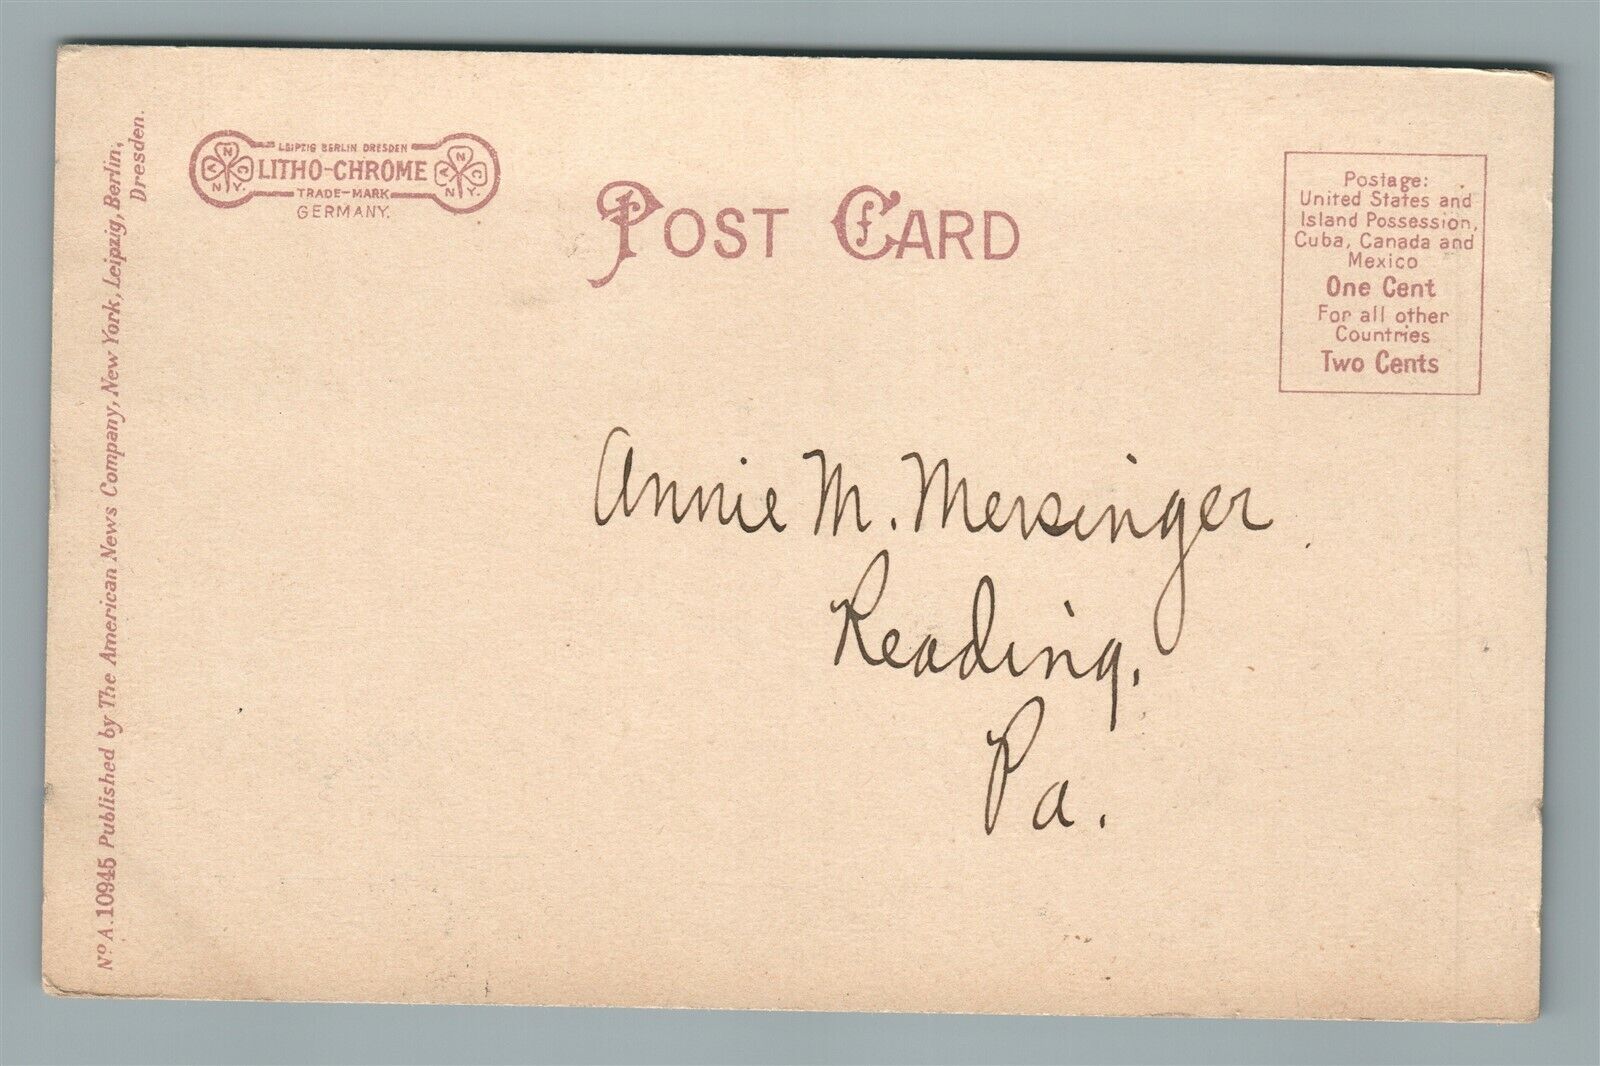 Nº A. 10945 Published by The American News Company, New York, Leipzig, Berlin,
Dresden.
LEIPZIG BERLIN DRESDEN
A N C
N. Y.
LITHO-CHROME
A N C
N. Y.
TRADE-MARK
GERMANY.
POST CARD
Postage:
United States and
Island Possession,
Cuba, Canada and
Mexico
One Cent
For all other
Countries
Two Cents
Annie M. Mersinger
Reading,
Pa.